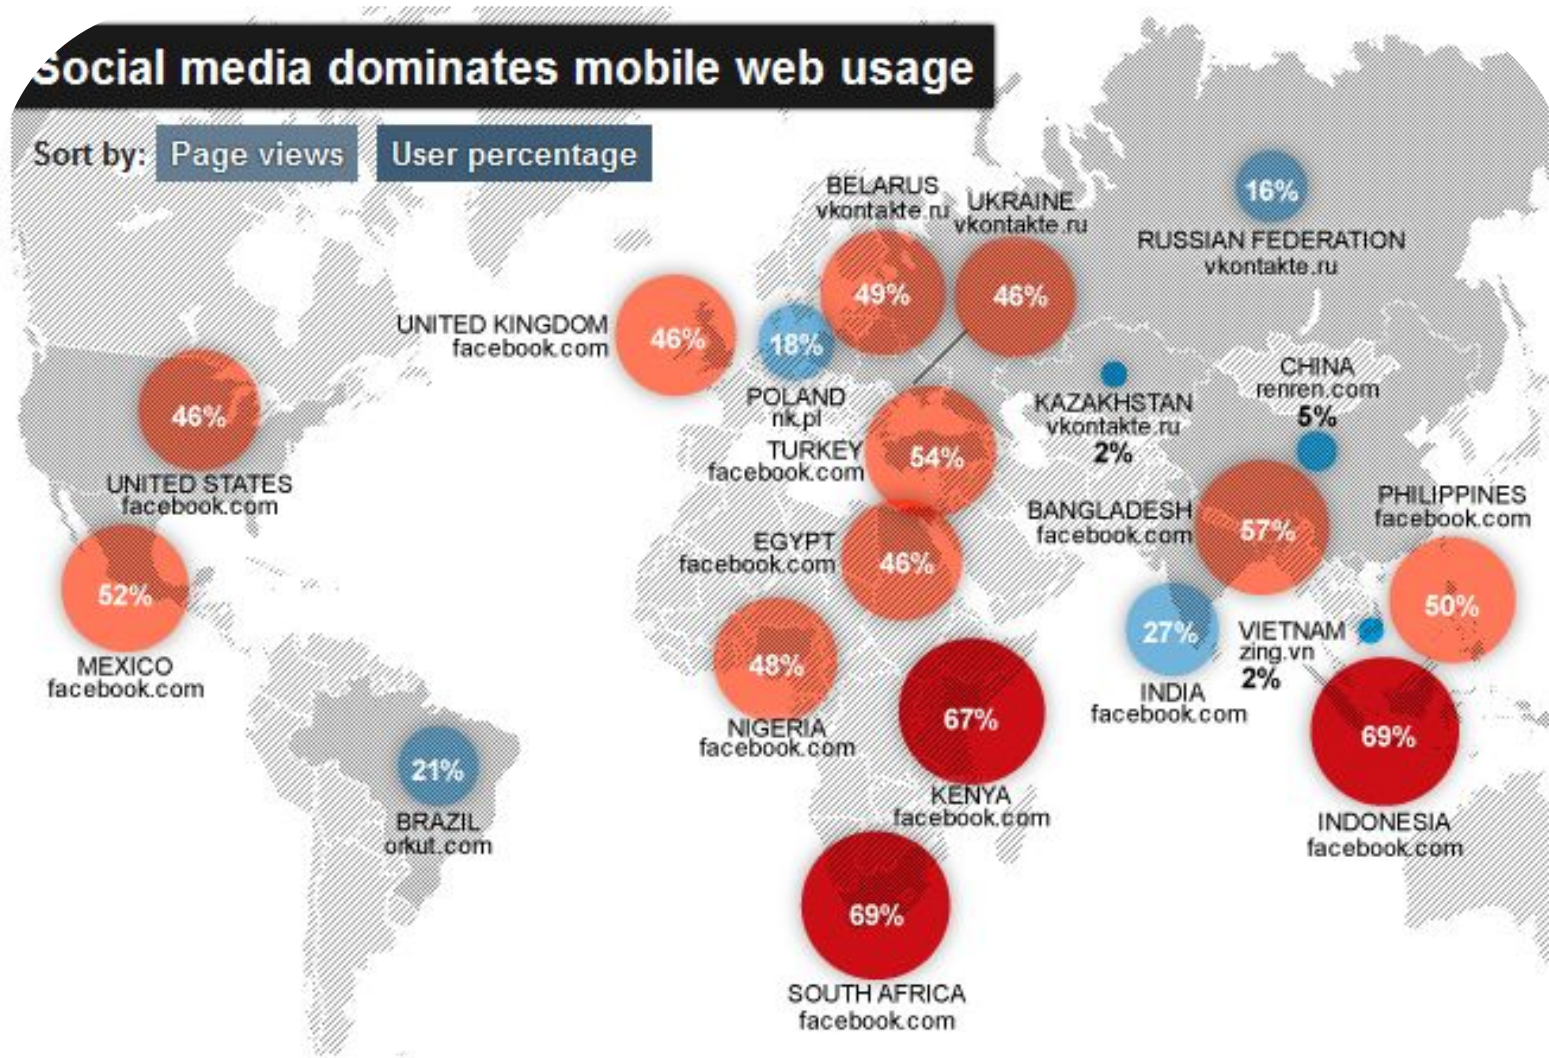 Social media dominates mobile web usage
Sort by: Page views User percentage
BELARUS
vkontakte.ru
49%
UKRAINE
vkontakte.ru
46%
16%
RUSSIAN FEDERATION
vkontakte.ru
UNITED KINGDOM
facebook.com
46%
18%
POLAND
nk.pl
KAZAKHSTAN
vkontakte.ru
2%
CHINA
renren.com
5%
46%
UNITED STATES
facebook.com
TURKEY
facebook.com
54%
BANGLADESH
facebook.com
57%
PHILIPPINES
facebook.com
50%
EGYPT
facebook.com
46%
52%
MEXICO
facebook.com
48%
NIGERIA
facebook.com
27%
INDIA
facebook.com
VIETNAM
zing.vn
2%
67%
KENYA
facebook.com
69%
INDONESIA
facebook.com
21%
BRAZIL
orkut.com
69%
SOUTH AFRICA
facebook.com